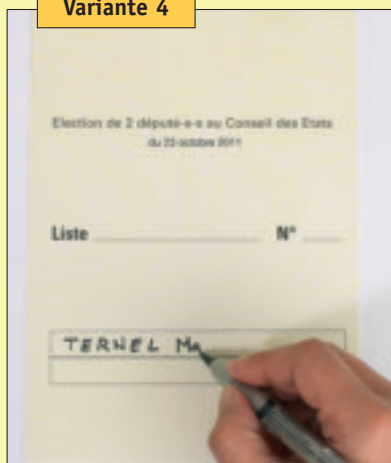 Variante 4
Election de 2 député-e-s au Conseil des Etats
du 23 octobre 2011
Liste N°
TERNEL Ma